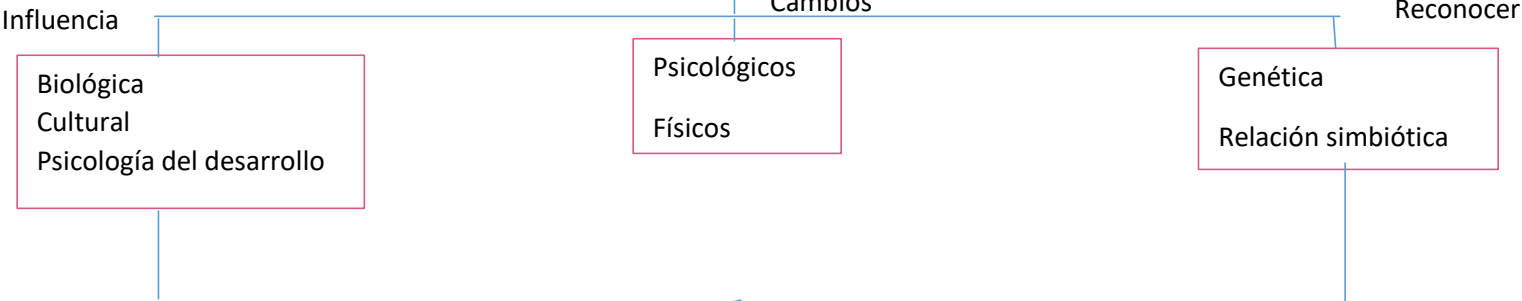 Cambios
Influencia
Reconocer
Biológica
Cultural
Psicología del desarrollo
Psicológicos
Físicos
Genética
Relación simbiótica